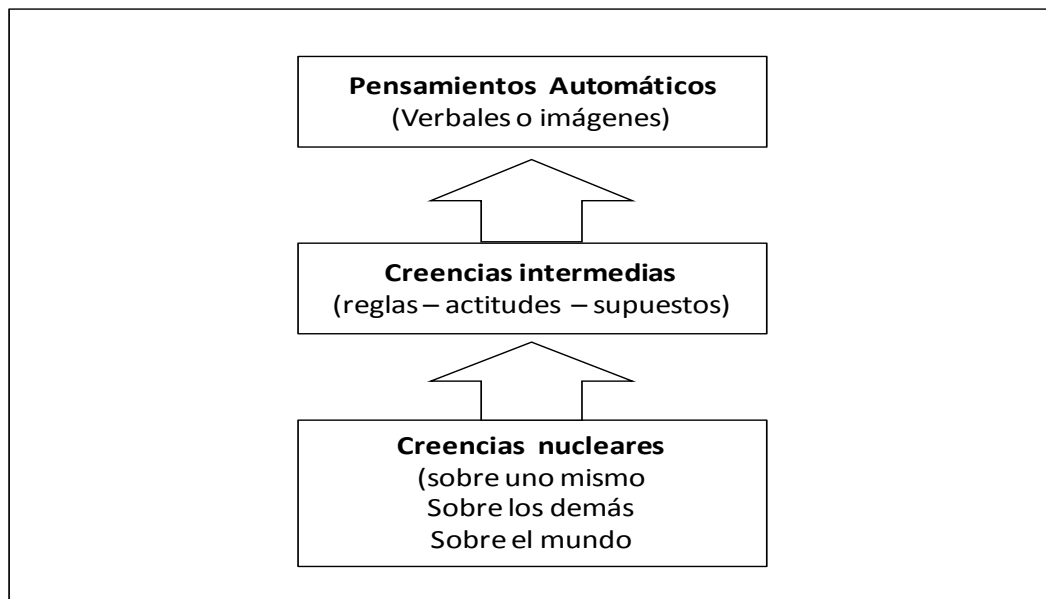 Pensamientos Automáticos
(Verbales o imágenes)
Creencias intermedias
(reglas – actitudes – supuestos)
Creencias nucleares
(sobre uno mismo
Sobre los demás
Sobre el mundo